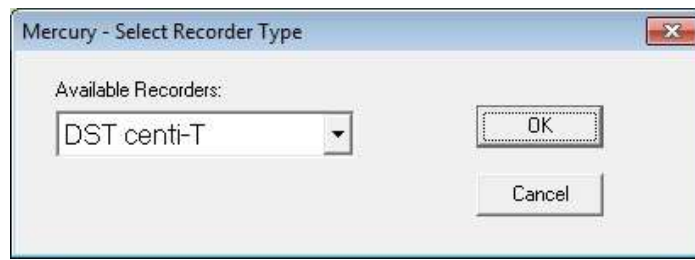 Mercury - Select Recorder Type
Available Recorders:
DST centi-T
OK
Cancel